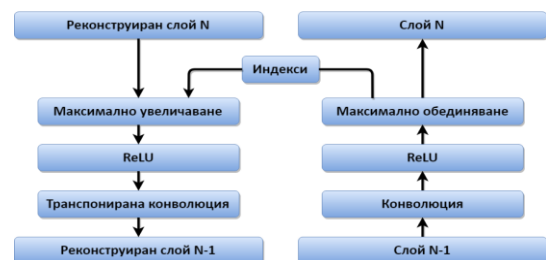 Реконструиран слой N
Слой N
Индекси
Максимално увеличаване
Максимално обединяване
ReLU
ReLU
Транспонирана конволюция
Конволюция
Реконструиран слой N-1
Слой N-1